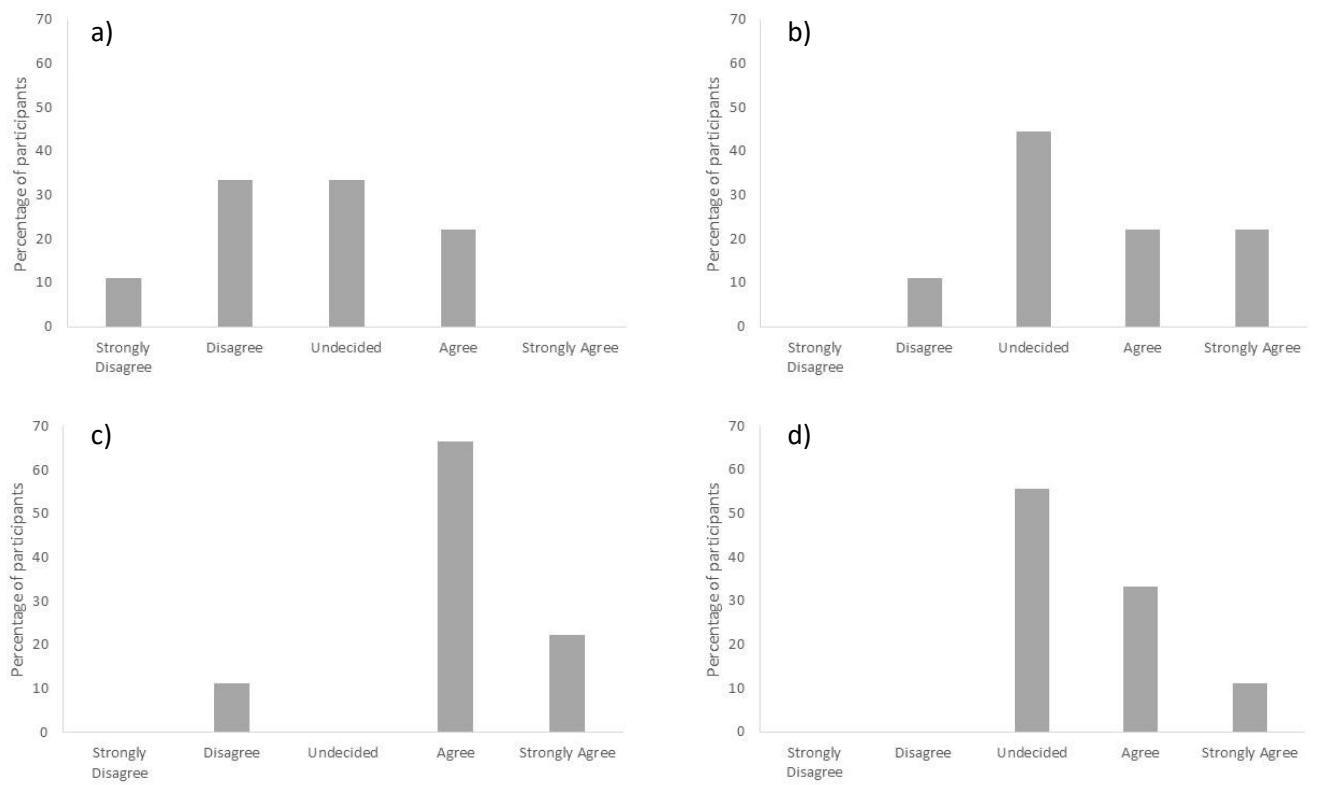 a)
Percentage of participants
70
60
50
40
30
20
10
0
Strongly
Disagree
Disagree
Undecided
Agree
Strongly Agree
b)
Percentage of participants
70
60
50
40
30
20
10
0
Strongly
Disagree
Disagree
Undecided
Agree
Strongly Agree
c)
Percentage of participants
70
60
50
40
30
20
10
0
Strongly
Disagree
Disagree
Undecided
Agree
Strongly Agree
d)
Percentage of participants
70
60
50
40
30
20
10
0
Strongly
Disagree
Disagree
Undecided
Agree
Strongly Agree